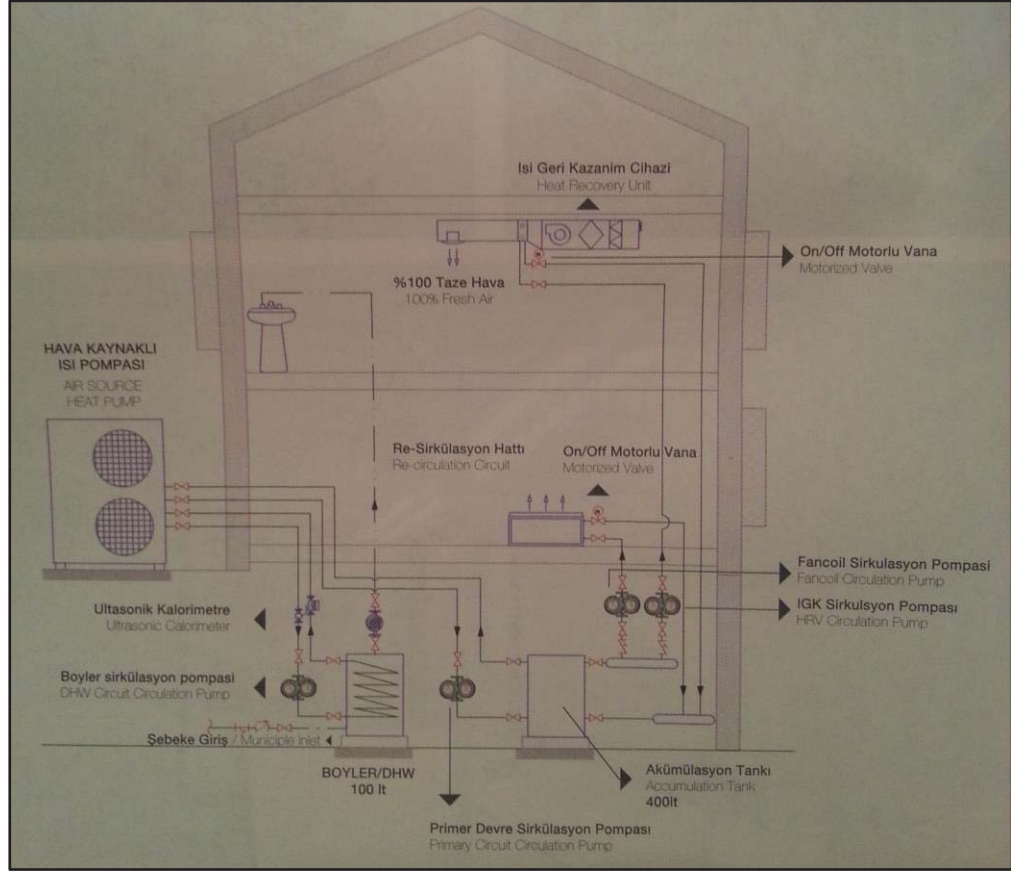 Isi Geri Kazanim Cihazi
Heat Recovery Unit
On/Off Motorlu Vana
Motorized Valve
%100 Taze Hava
100% Fresh Air
HAVA KAYNAKLI
ISI POMPASI
AIR SOURCE
HEAT PUMP
Re-Sirkülasyon Hattı
Re-circulation Circuit
On/Off Motorlu Vana
Motorized Valve
Fancoil Sirkulasyon Pompasi
Fancoil Circulation Pump
Ultasonik Kalorimetre
Ultrasonic Calorimeter
IGK Sirkulsyon Pompası
HRV Circulation Pump
Boyler sirkülasyon pompasi
DHW Circuit Circulation Pump
Şebeke Giriş / Municiple inlet
BOYLER/DHW
100 lt
Akümülasyon Tankı
Accumulation Tank
400lt
Primer Devre Sirkülasyon Pompası
Primary Circuit Circulation Pump